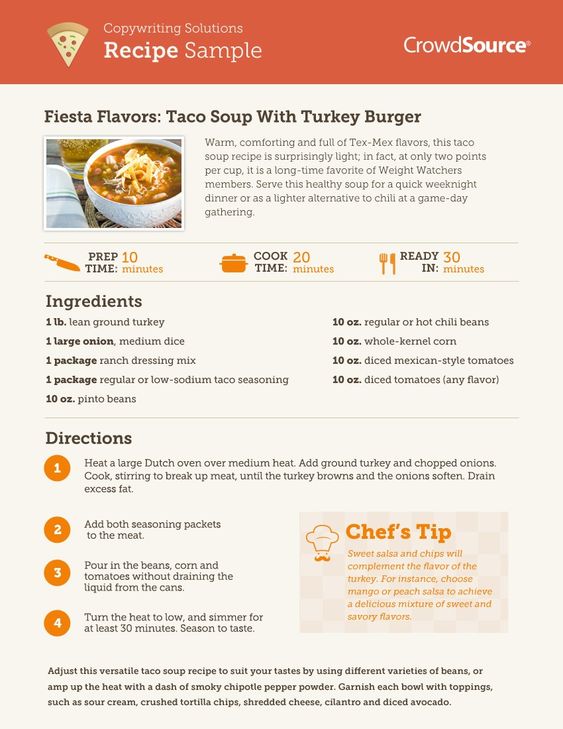 Copywriting Solutions
Recipe Sample
CrowdSource®
Fiesta Flavors: Taco Soup With Turkey Burger
Warm, comforting and full of Tex-Mex flavors, this taco
soup recipe is surprisingly light; in fact, at only two points
per cup, it is a long-time favorite of Weight Watchers
members. Serve this healthy soup for a quick weeknight
dinner or as a lighter alternative to chili at a game-day
gathering.
PREP TIME: 10 minutes
COOK TIME: 20 minutes
READY IN: 30 minutes
Ingredients
1 lb. lean ground turkey
1 large onion, medium dice
1 package ranch dressing mix
1 package regular or low-sodium taco seasoning
10 oz. pinto beans
10 oz. regular or hot chili beans
10 oz. whole-kernel corn
10 oz. diced mexican-style tomatoes
10 oz. diced tomatoes (any flavor)
Directions
1
Heat a large Dutch oven over medium heat. Add ground turkey and chopped onions.
Cook, stirring to break up meat, until the turkey browns and the onions soften. Drain
excess fat.
2
Add both seasoning packets
to the meat.
3
Pour in the beans, corn and
tomatoes without draining the
liquid from the cans.
4
Turn the heat to low, and simmer for
at least 30 minutes. Season to taste.
Chef's Tip
Sweet salsa and chips will
complement the flavor of the
turkey. For instance, choose
mango or peach salsa to achieve
a delicious mixture of sweet and
savory flavors.
Adjust this versatile taco soup recipe to suit your tastes by using different varieties of beans, or
amp up the heat with a dash of smoky chipotle pepper powder. Garnish each bowl with toppings,
such as sour cream, crushed tortilla chips, shredded cheese, cilantro and diced avocado.